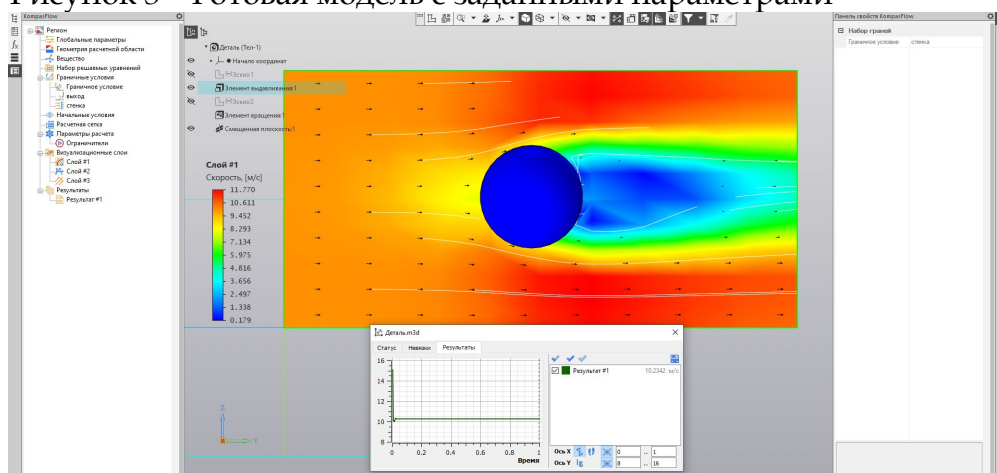 Рисунок 3 – Готовая модель с заданными параметрами
KompasFlow
Регион
Глобальные параметры
Геометрия расчетной области
Вещество
Набор решаемых уравнений
Граничные условия
Граничное условие
выход
стенка
Начальные условия
Расчетная сетка
Параметры расчета
Ограничители
Визуализационные слои
Слой #1
Слой #2
Слой #3
Результаты
Результат #1
Деталь (Тел-1)
Начало координат
(+)Эскиз1
Элемент выдавливания:1
(+)Эскиз2
Элемент вращения:1
Смещенная плоскость:1
Слой #1
Скорость, [м/с]
11.770
10.611
9.452
8.293
7.134
5.975
4.816
3.656
2.497
1.338
0.179
Z
Y
Деталь.m3d
Статус Невязки Результаты
16
14
12
10
8
0 0.2 0.4 0.6 0.8 1
Время
Результат #1 10.2342 м/с
Ось X 0 .. 1
Ось Y 8 .. 16
Панель свойств KompasFlow:
Набор граней
Граничное условие стенка